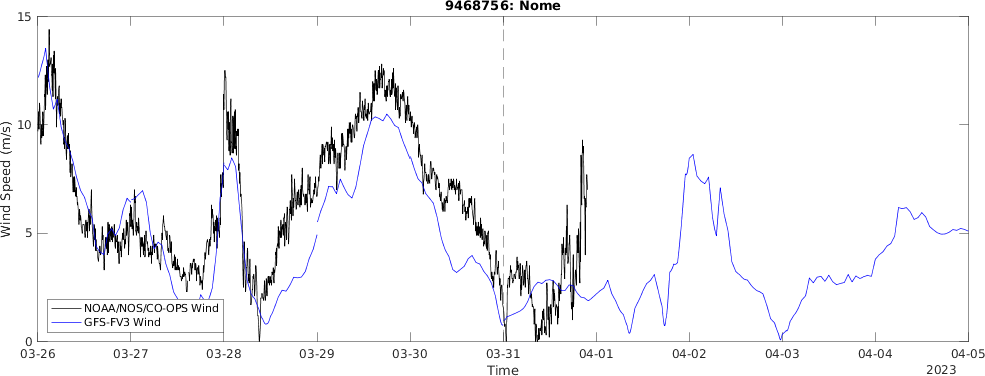 9468756: Nome
Wind Speed (m/s)
15
10
5
0
NOAA/NOS/CO-OPS Wind
GFS-FV3 Wind
03-26 03-27 03-28 03-29 03-30 03-31 04-01 04-02 04-03 04-04 04-05
Time
2023